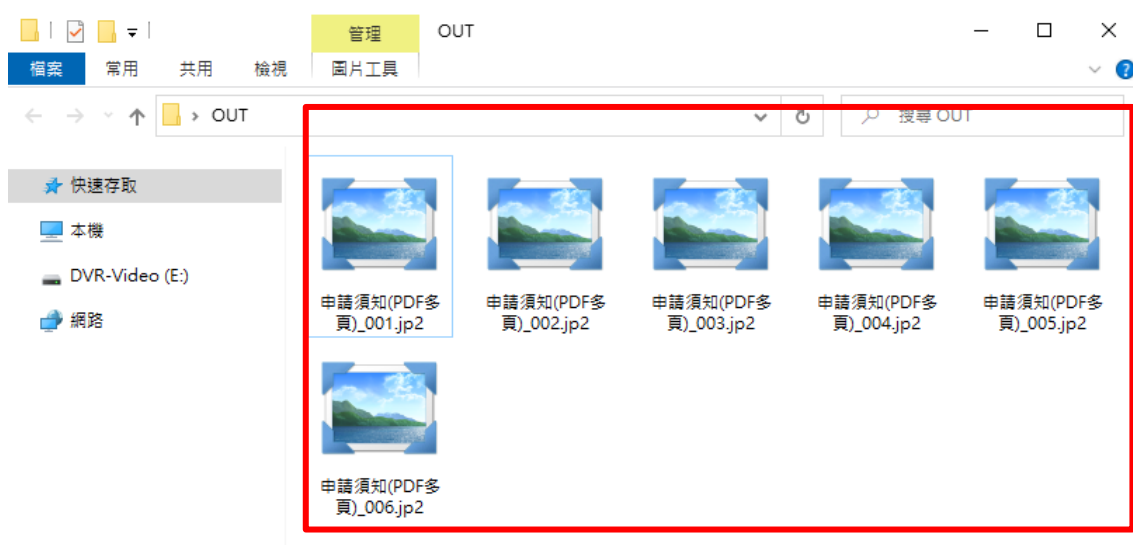 管理 OUT
檔案 常用 共用 檢視 圖片工具
OUT 搜尋 OUT
快速存取
本機
DVR-Video (E:)
網路
申請須知(PDF多
頁)_001.jp2
申請須知(PDF多
頁)_002.jp2
申請須知(PDF多
頁)_003.jp2
申請須知(PDF多
頁)_004.jp2
申請須知(PDF多
頁)_005.jp2
申請須知(PDF多
頁)_006.jp2